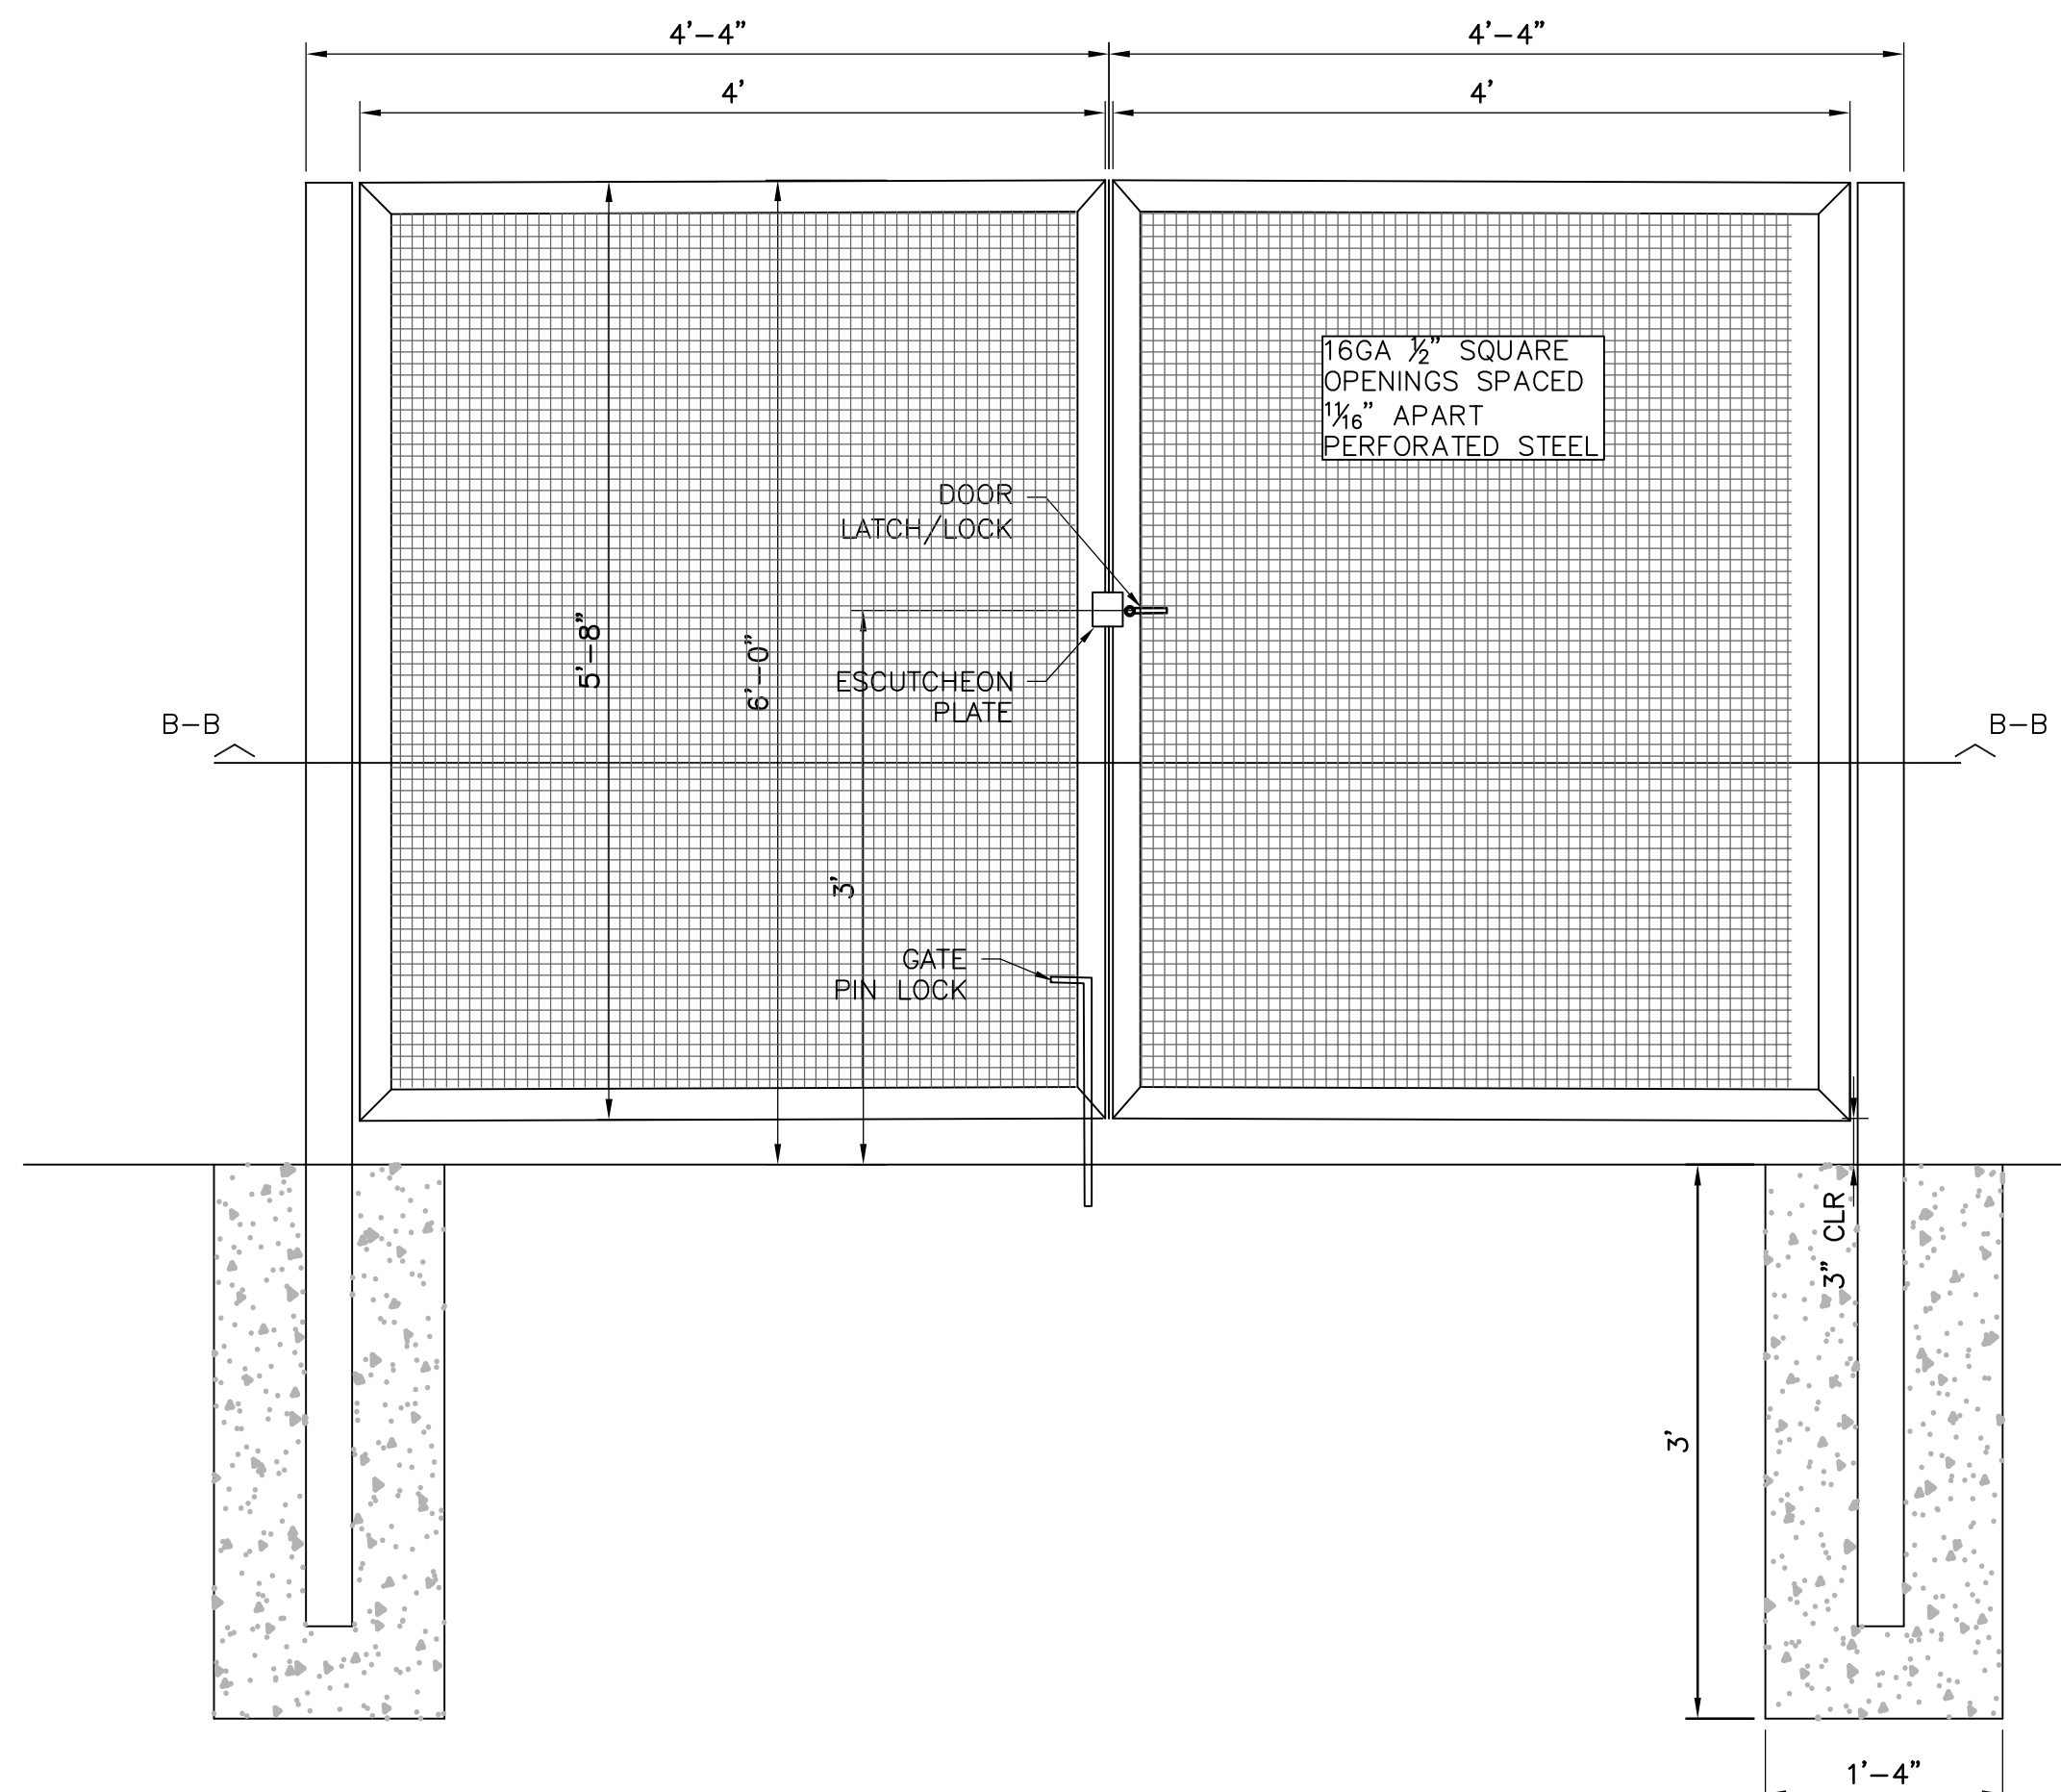 4'-4" 4'-4"
4' 4'
16GA 1/2" SQUARE
OPENINGS SPACED
11/16" APART
PERFORATED STEEL
DOOR
LATCH/LOCK
5'-8"
6'-0"
ESCUTCHEON
PLATE
B-B B-B
3'
GATE
PIN LOCK
3" CLR
3'
1'-4"